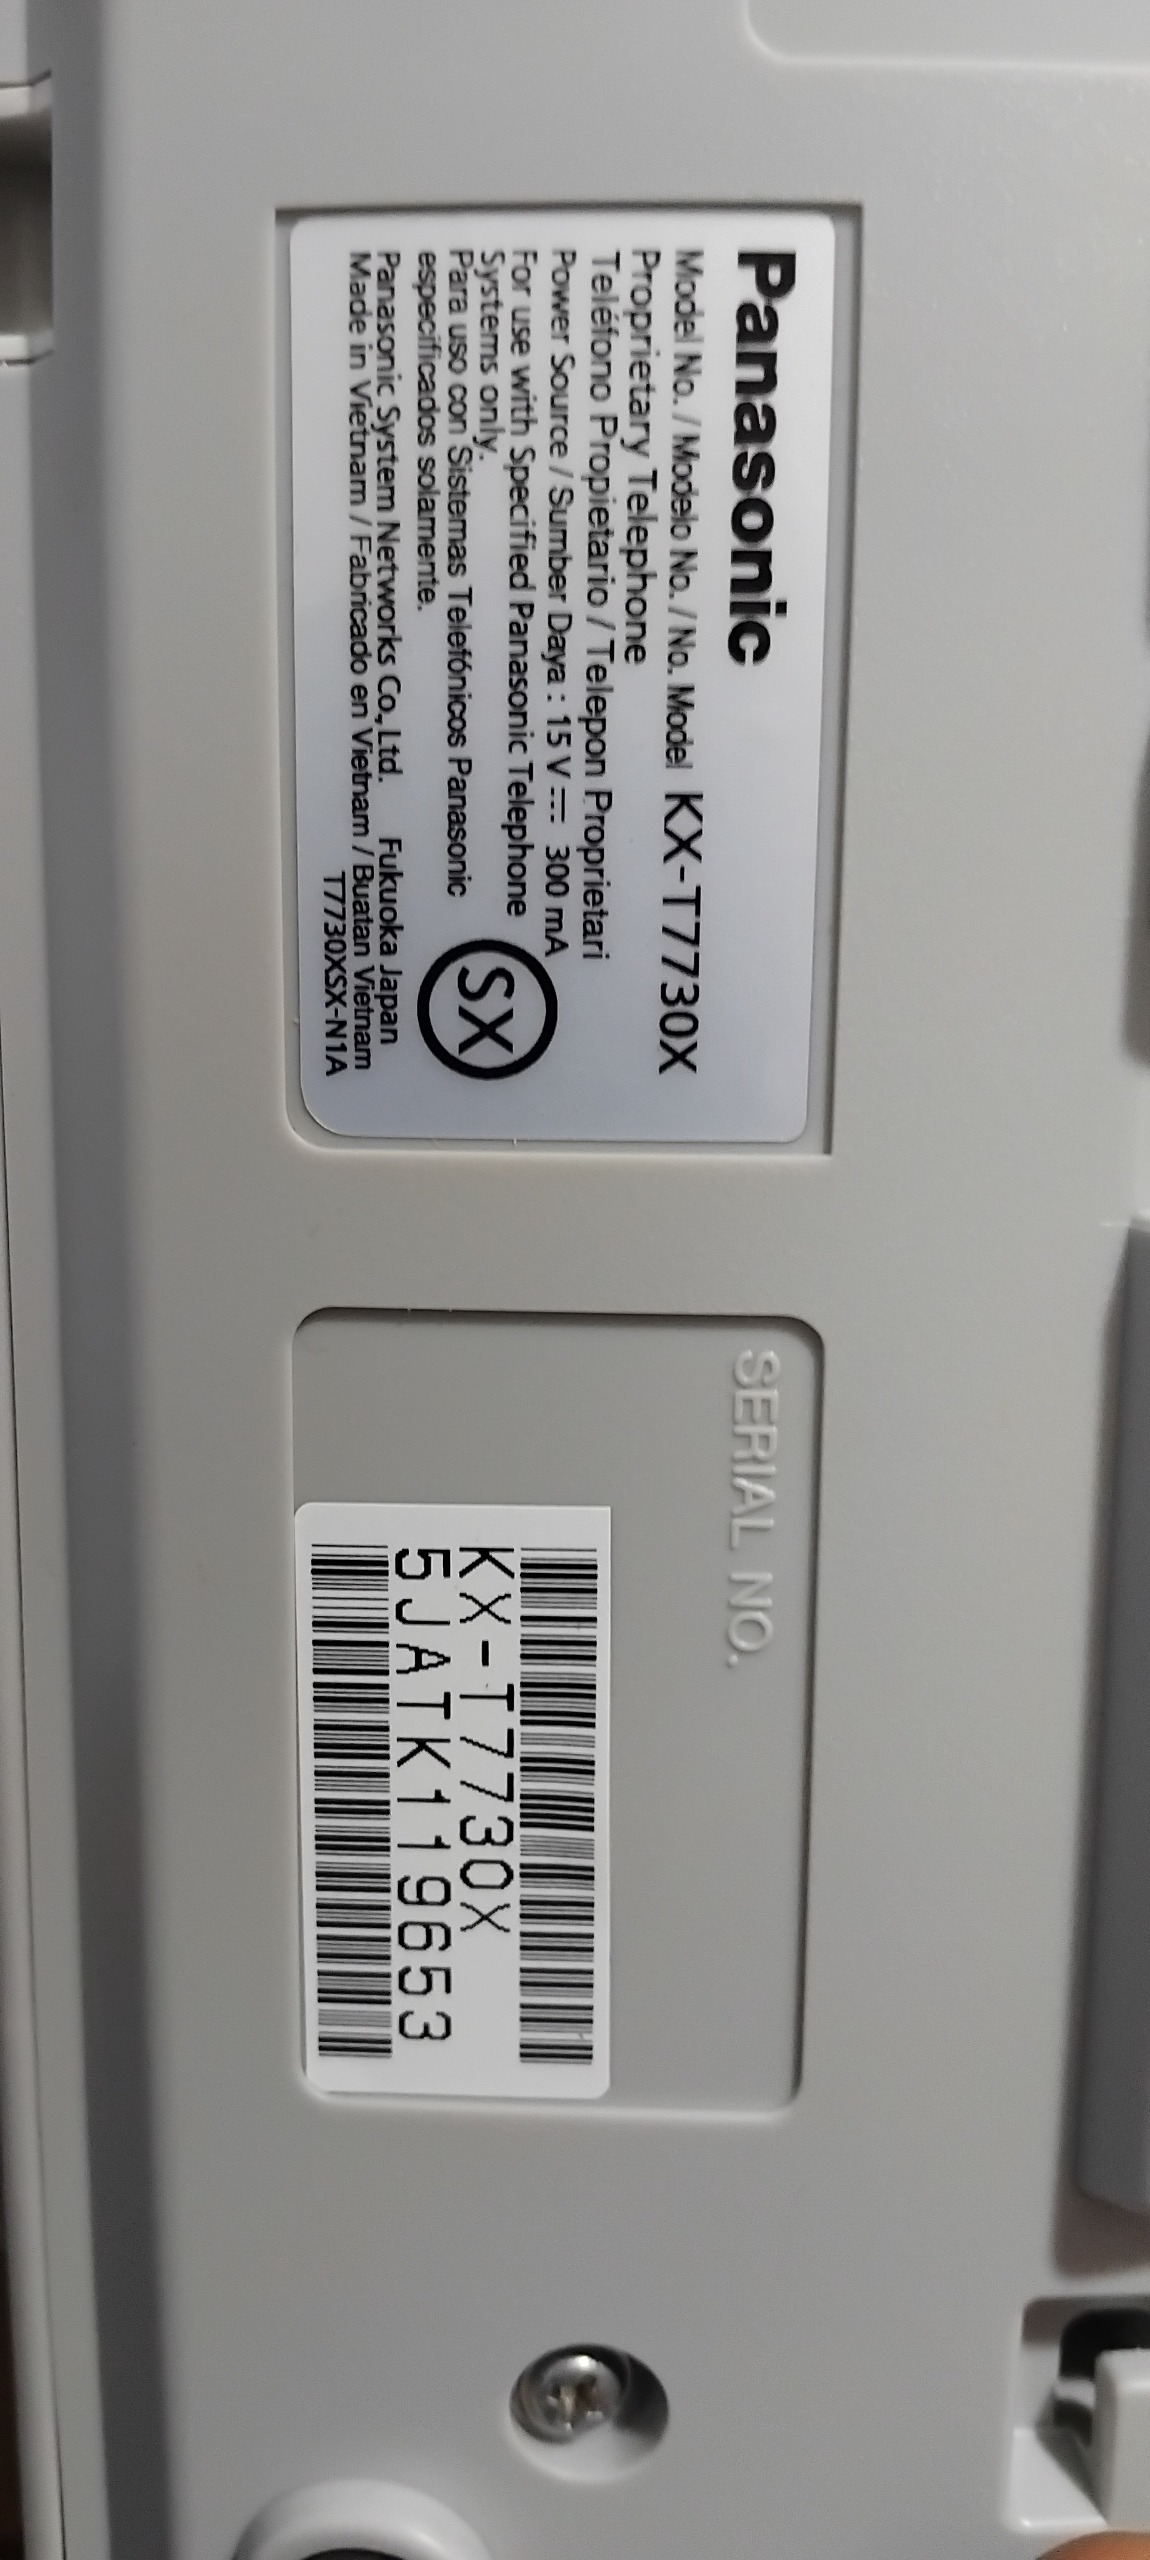 Panasonic
Model No. / Modelo No. / No. Model KX-T7730X
Proprietary Telephone
Teléfono Propietario / Telepon Proprietari
Power Source / Sumber Daya : 15 V ⎓ 300 mA
For use with Specified Panasonic Telephone
Systems only.
Para uso con Sistemas Telefónicos Panasonic
especificados solamente.
SX
Panasonic System Networks Co., Ltd. Fukuoka Japan
Made in Vietnam / Fabricado en Vietnam / Buatan Vietnam
T7730XSX-N1A
SERIAL NO.
KX-T7730X
5JATK119653